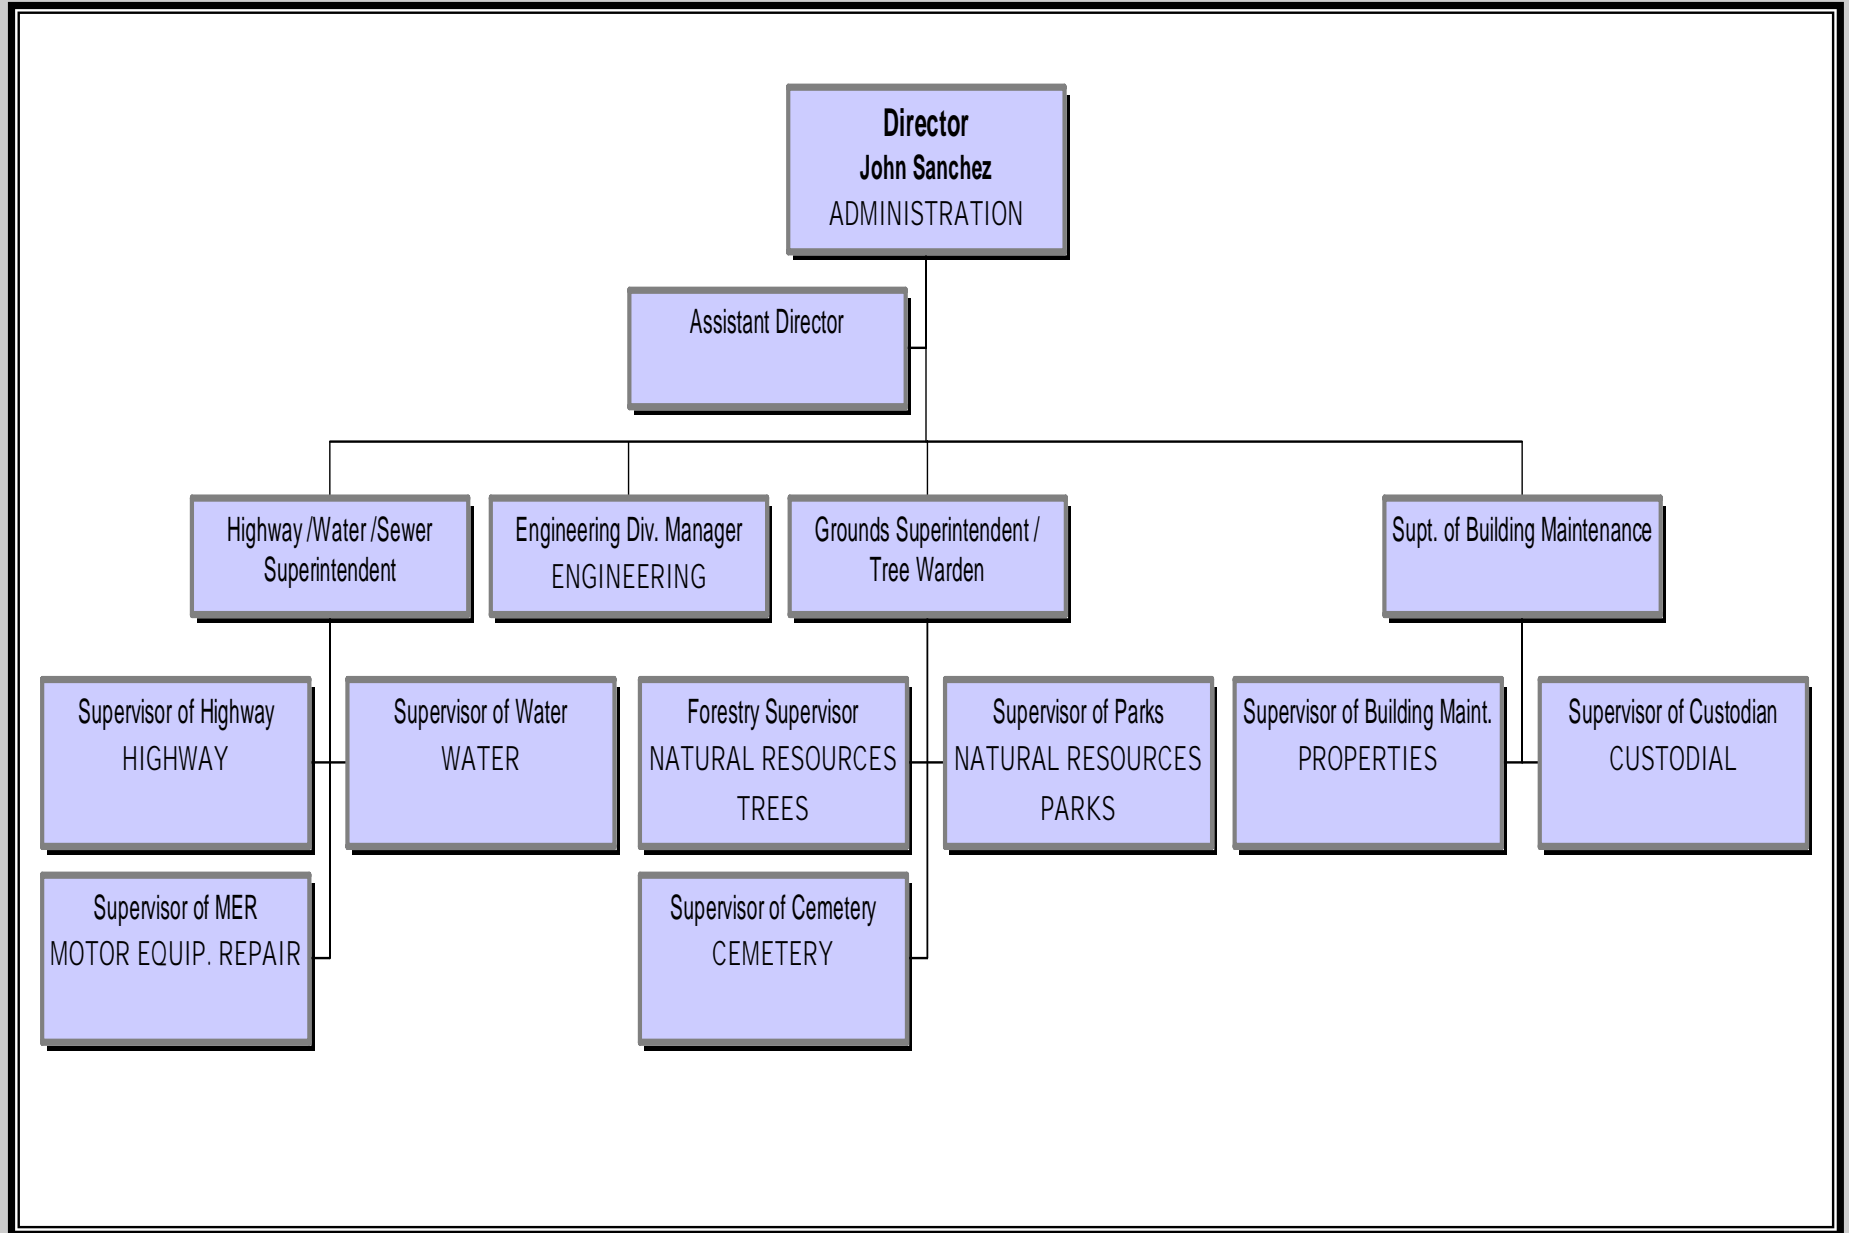 Director
John Sanchez
ADMINISTRATION
Assistant Director
Highway /Water /Sewer
Superintendent
Engineering Div. Manager
ENGINEERING
Grounds Superintendent /
Tree Warden
Supt. of Building Maintenance
Supervisor of Highway
HIGHWAY
Supervisor of Water
WATER
Forestry Supervisor
NATURAL RESOURCES
TREES
Supervisor of Parks
NATURAL RESOURCES
PARKS
Supervisor of Building Maint.
PROPERTIES
Supervisor of Custodian
CUSTODIAL
Supervisor of MER
MOTOR EQUIP. REPAIR
Supervisor of Cemetery
CEMETERY